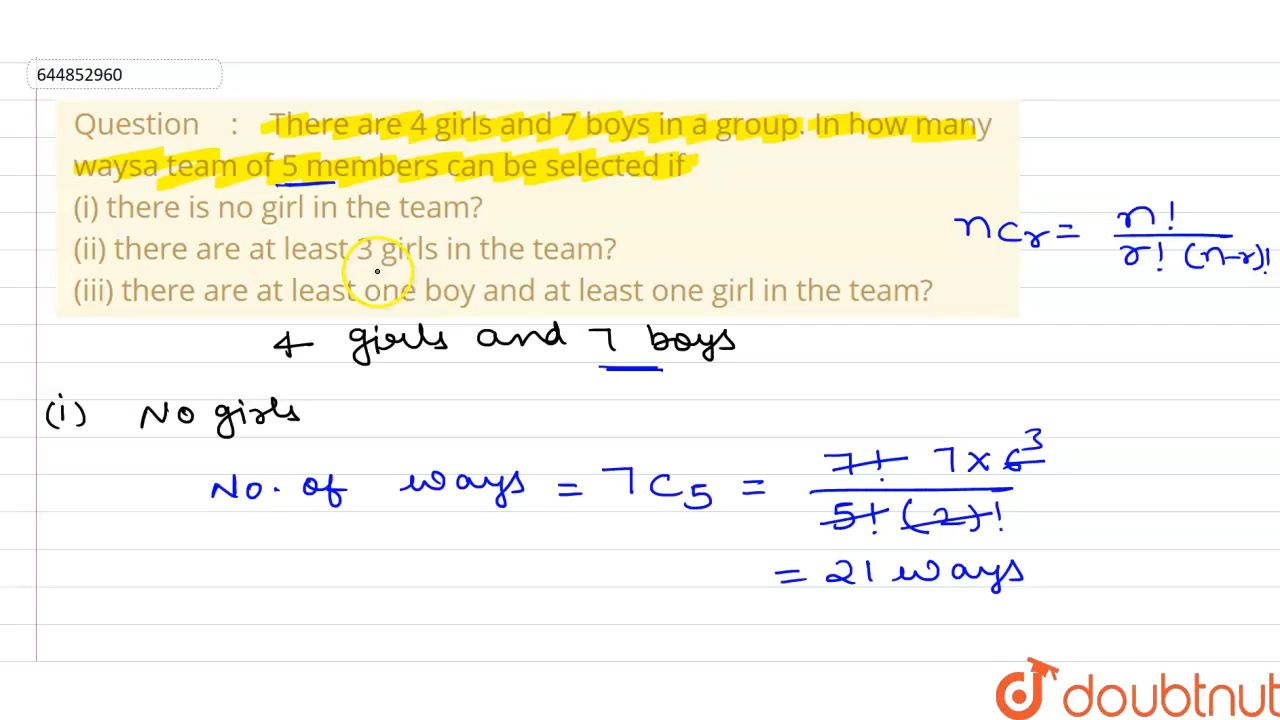 644852960
Question : There are 4 girls and 7 boys in a group. In how many
waysa team of 5 members can be selected if
(i) there is no girl in the team?
(ii) there are at least 3 girls in the team?
(iii) there are at least one boy and at least one girl in the team?
nCr = n! / r! (n-r)!
4 girls and 7 boys
(i) No girls
No. of ways = 7C5 = 7! 7×6 3 / 5! (2)!
= 21 ways
doubtnut